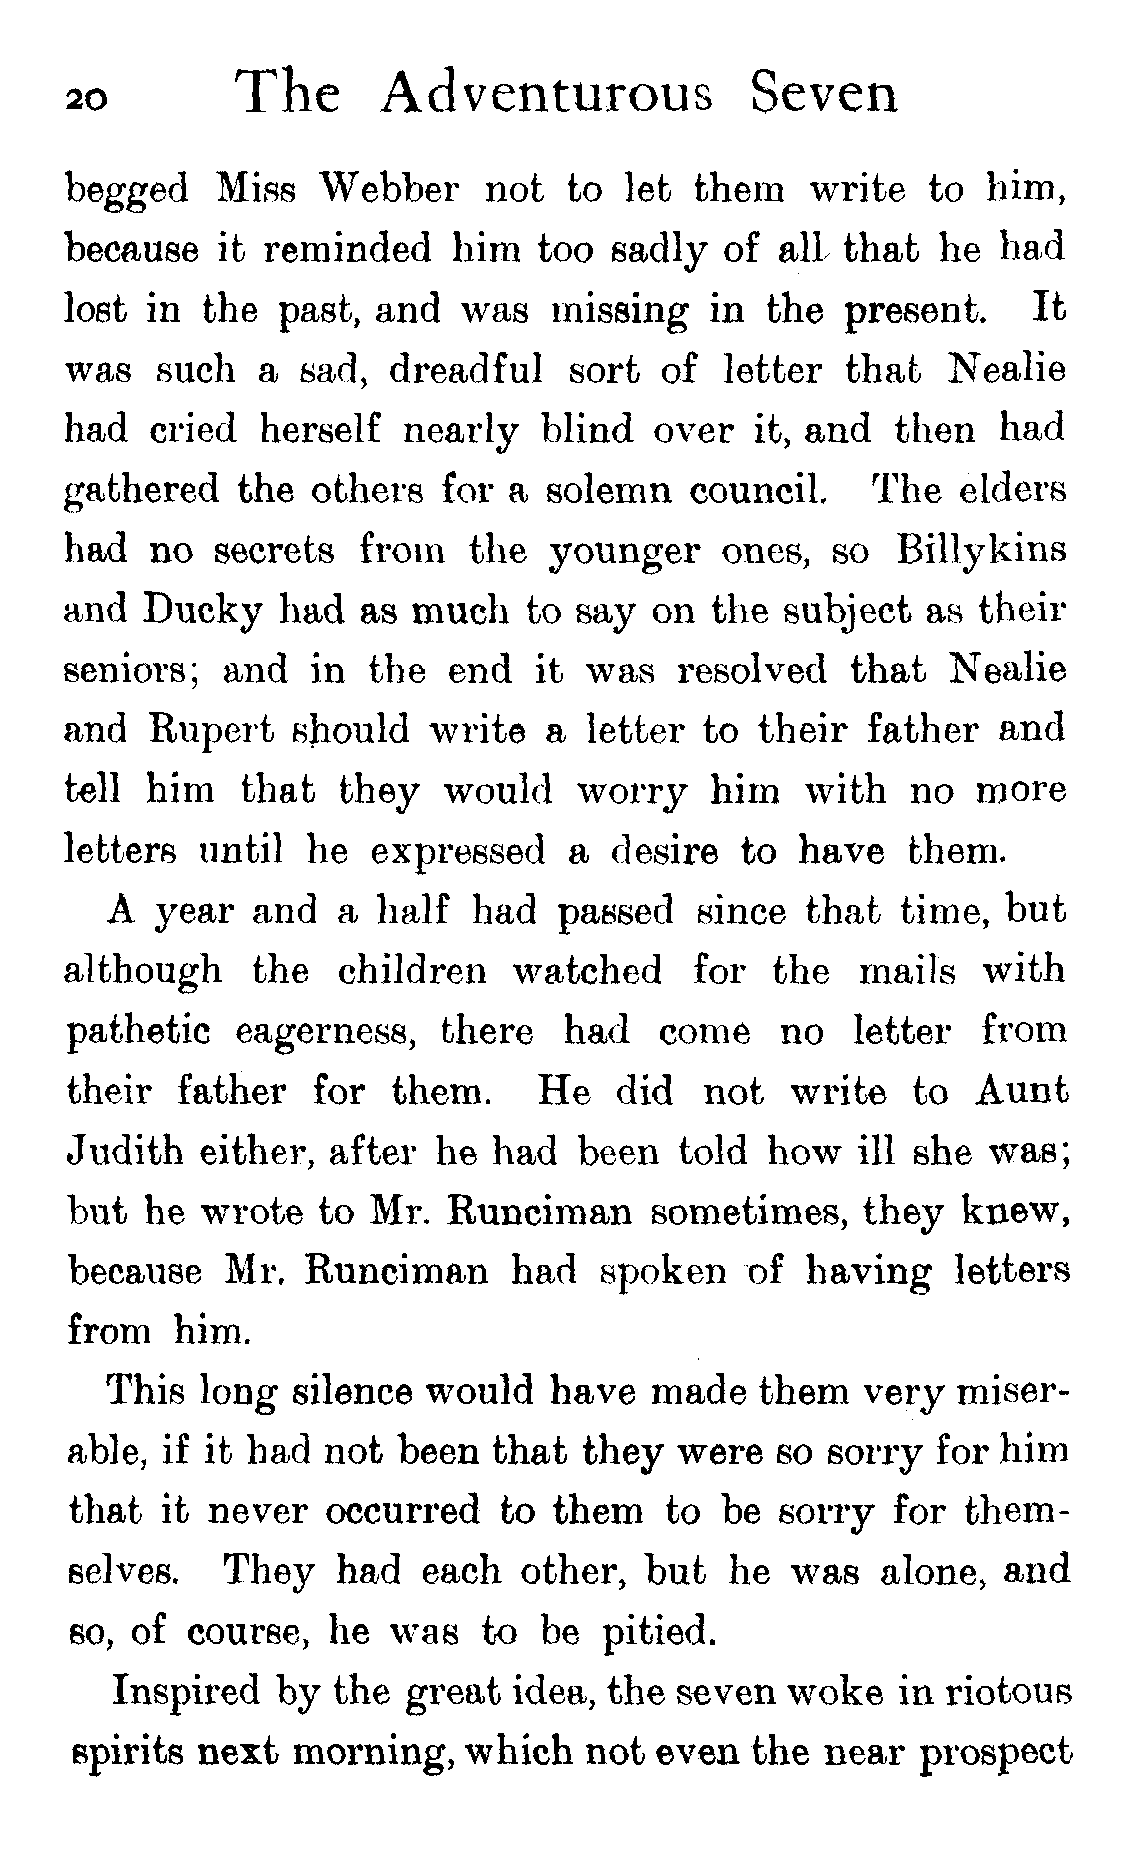 20 The Adventurous Seven
begged Miss Webber not to let them write to him,
because it reminded him too sadly of all that he had
lost in the past, and was missing in the present. It
was such a sad, dreadful sort of letter that Nealie
had cried herself nearly blind over it, and then had
gathered the others for a solemn council. The elders
had no secrets from the younger ones, so Billykins
and Ducky had as much to say on the subject as their
seniors; and in the end it was resolved that Nealie
and Rupert should write a letter to their father and
tell him that they would worry him with no more
letters until he expressed a desire to have them.
A year and a half had passed since that time, but
although the children watched for the mails with
pathetic eagerness, there had come no letter from
their father for them. He did not write to Aunt
Judith either, after he had been told how ill she was;
but he wrote to Mr. Runciman sometimes, they knew,
because Mr. Runciman had spoken of having letters
from him.
This long silence would have made them very miser-
able, if it had not been that they were so sorry for him
that it never occurred to them to be sorry for them-
selves. They had each other, but he was alone, and
so, of course, he was to be pitied.
Inspired by the great idea, the seven woke in riotous
spirits next morning, which not even the near prospect